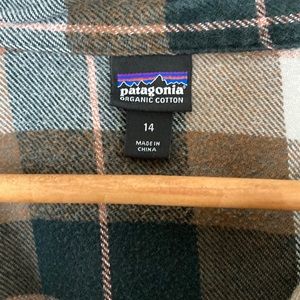 patagonia
ORGANIC COTTON
14
MADE IN
CHINA